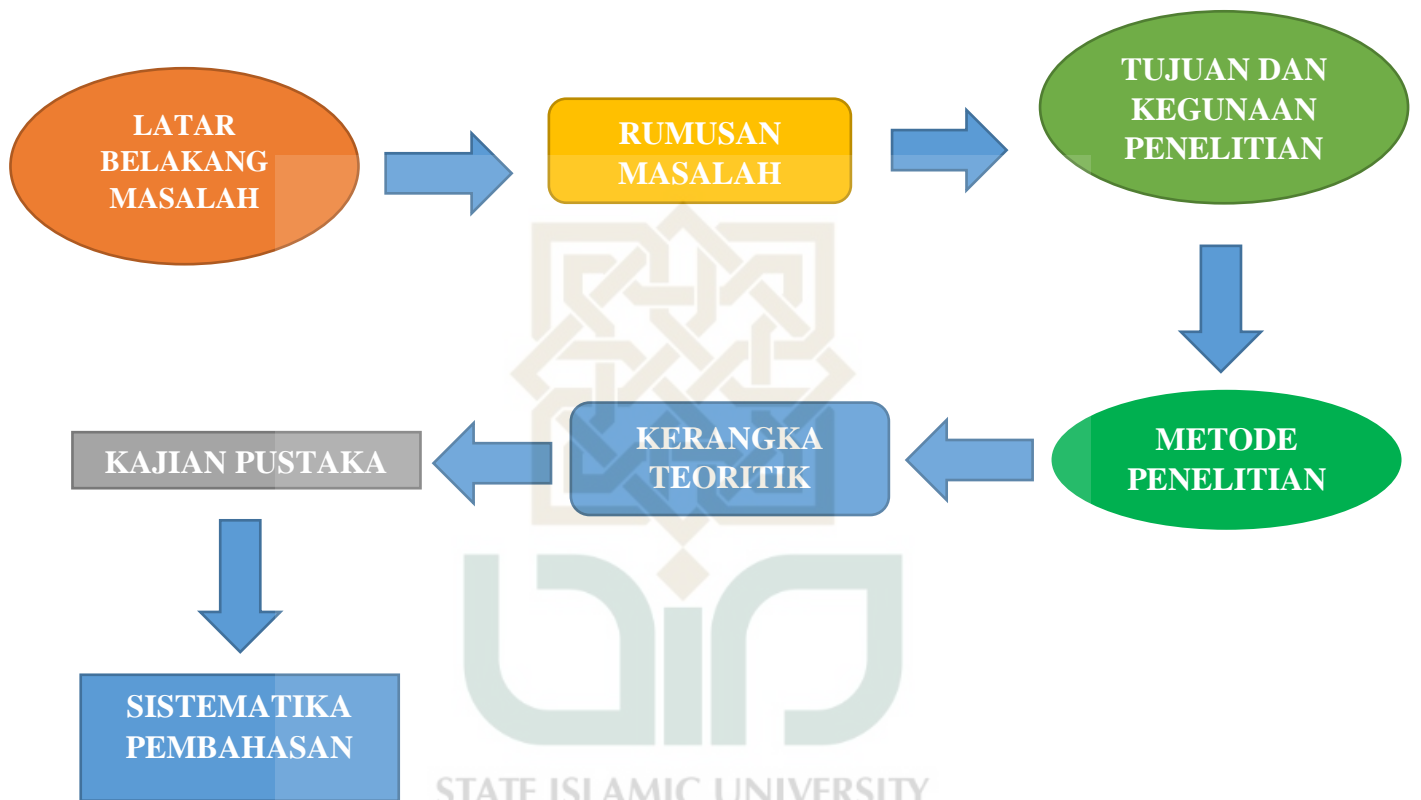 LATAR
BELAKANG
MASALAH
RUMUSAN
MASALAH
TUJUAN DAN
KEGUNAAN
PENELITIAN
METODE
PENELITIAN
KERANGKA
TEORITIK
KAJIAN PUSTAKA
SISTEMATIKA
PEMBAHASAN
STATE ISLAMIC UNIVERSITY